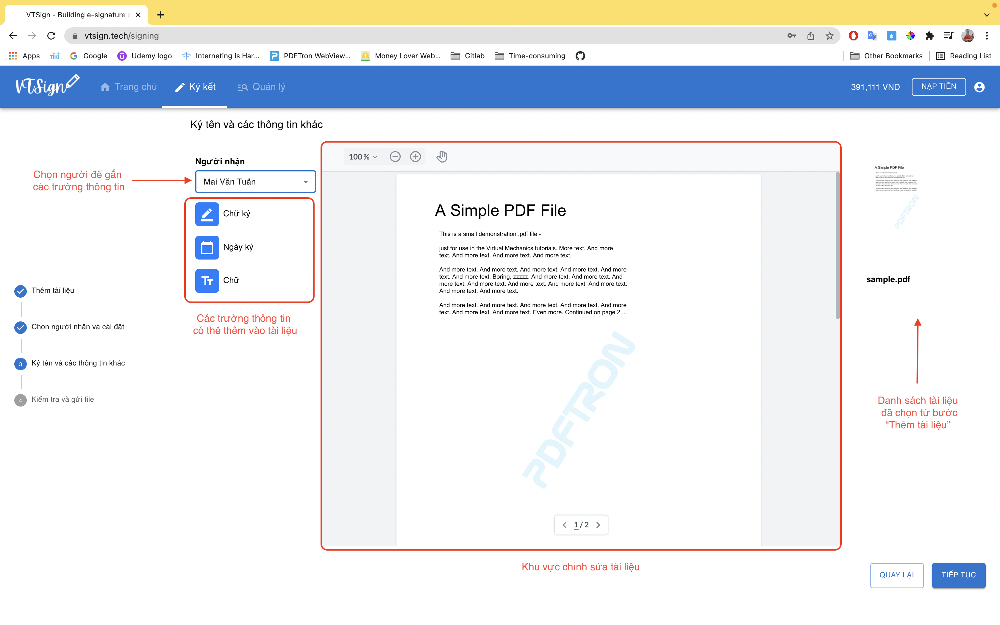 VTSign - Building e-signature s
vtsign.tech/signing
Apps
TIKI
Google
Udemy logo
Interneting Is Har...
PDFTron WebView...
Money Lover Web...
Gitlab
Time-consuming
Other Bookmarks
Reading List
VTSign
Trang chủ
Ký kết
Quản lý
391,111 VND
NẠP TIỀN
Ký tên và các thông tin khác
Người nhận
Mai Văn Tuấn
Chọn người để gắn
các trường thông tin
Chữ ký
Ngày ký
Chữ
Các trường thông tin
có thể thêm vào tài liệu
Thêm tài liệu
Chọn người nhận và cài đặt
3 Ký tên và các thông tin khác
4 Kiểm tra và gửi file
100%
A Simple PDF File
This is a small demonstration .pdf file -
just for use in the Virtual Mechanics tutorials. More text. And more
text. And more text. And more text. And more text.
And more text. And more text. And more text. And more text. And more
text. And more text. Boring, zzzzz. And more text. And more text. And
more text. And more text. And more text. And more text. And more text.
And more text. And more text.
And more text. And more text. And more text. And more text. And more
text. And more text. And more text. Even more. Continued on page 2 ...
PDFTRON
1 / 2
Khu vực chỉnh sửa tài liệu
A Simple PDF File
PDFTRON
sample.pdf
Danh sách tài liệu
đã chọn từ bước
“Thêm tài liệu”
QUAY LẠI
TIẾP TỤC